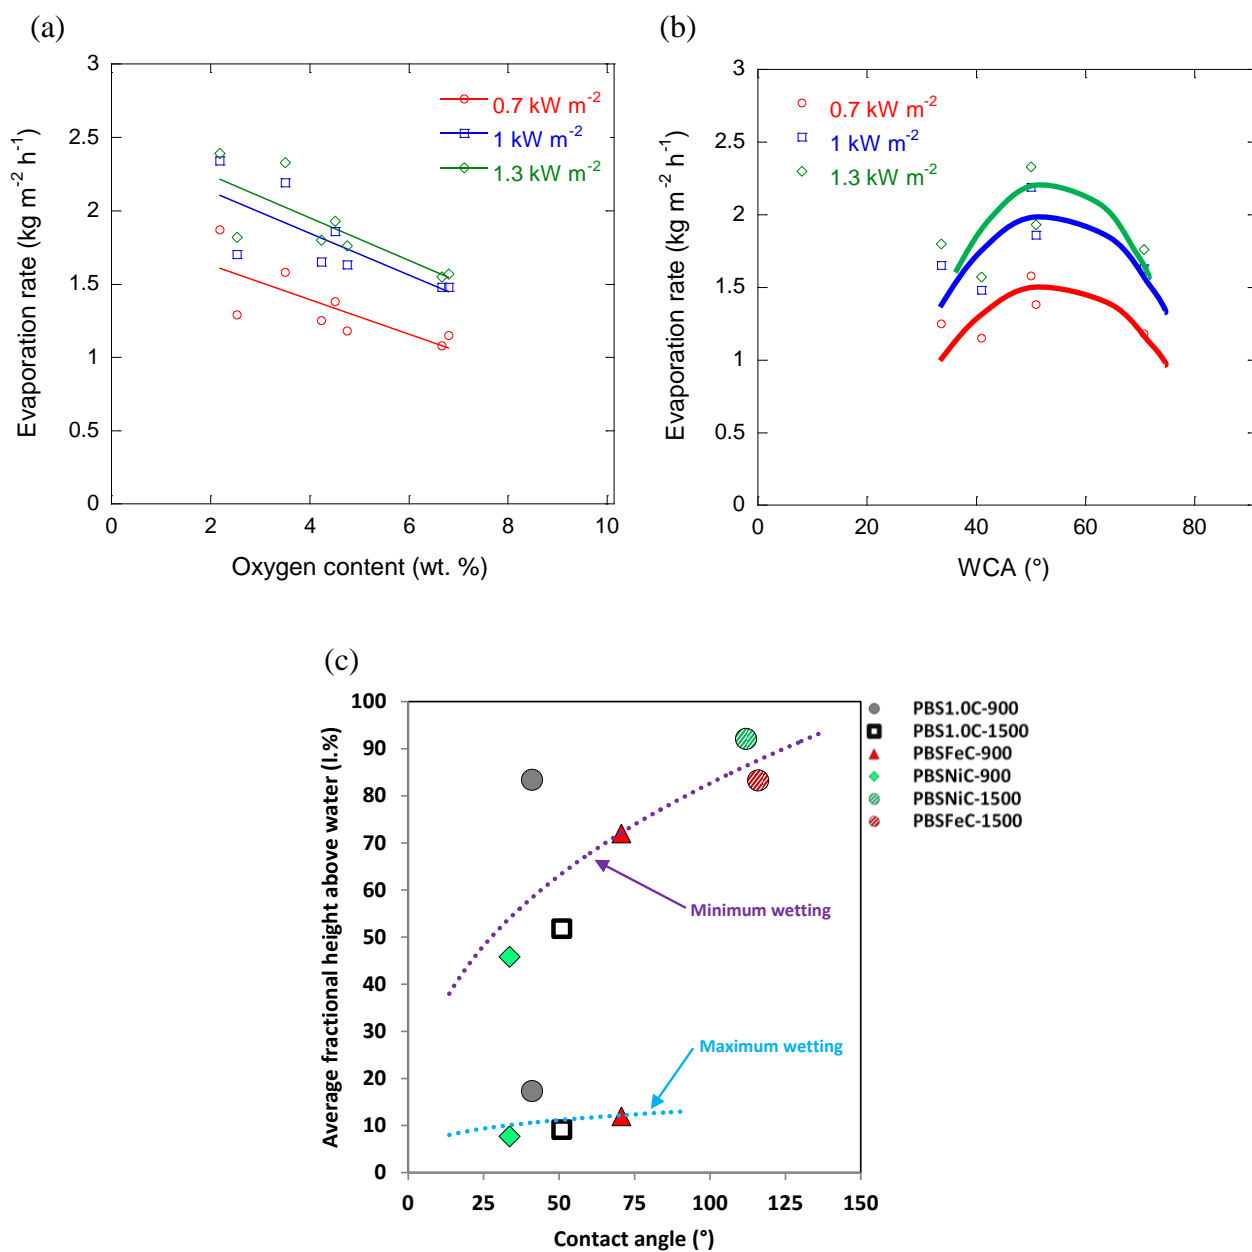 (a)
3
2.5
2
1.5
1
0.5
0
0
2
4
6
8
10
Evaporation rate (kg m-2 h-1)
Oxygen content (wt. %)
0.7 kW m-2
1 kW m-2
1.3 kW m-2
(b)
3
2.5
2
1.5
1
0.5
0
0
20
40
60
80
Evaporation rate (kg m-2 h-1)
WCA (°)
0.7 kW m-2
1 kW m-2
1.3 kW m-2
(c)
100
90
80
70
60
50
40
30
20
10
0
0
25
50
75
100
125
150
Average fractional height above water (l.%)
Contact angle (°)
Minimum wetting
Maximum wetting
PBS1.0C-900
PBS1.0C-1500
PBSFeC-900
PBSNiC-900
PBSNiC-1500
PBSFeC-1500